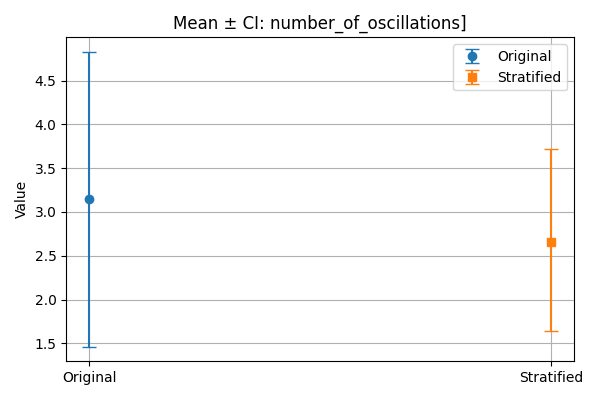 Mean ± CI: number_of_oscillations]
Original
Stratified
Value
4.5
4.0
3.5
3.0
2.5
2.0
1.5
Original
Stratified